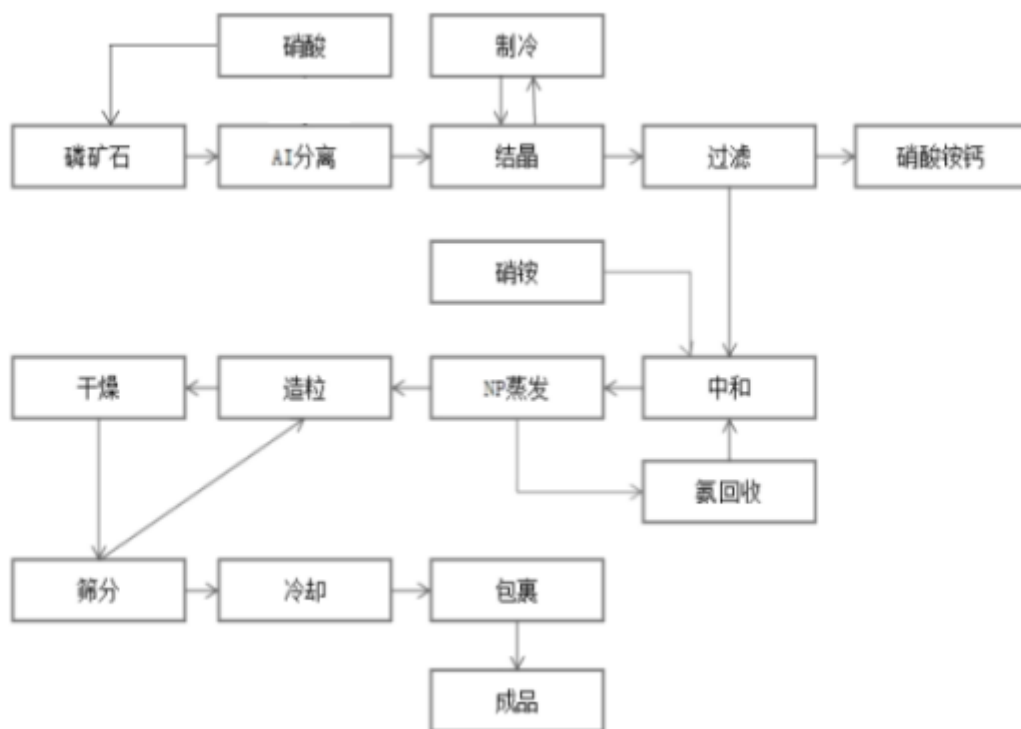 硝酸
制冷
磷矿石
AI分离
结晶
过滤
硝酸铵钙
硝铵
干燥
造粒
NP蒸发
中和
氨回收
筛分
冷却
包裹
成品